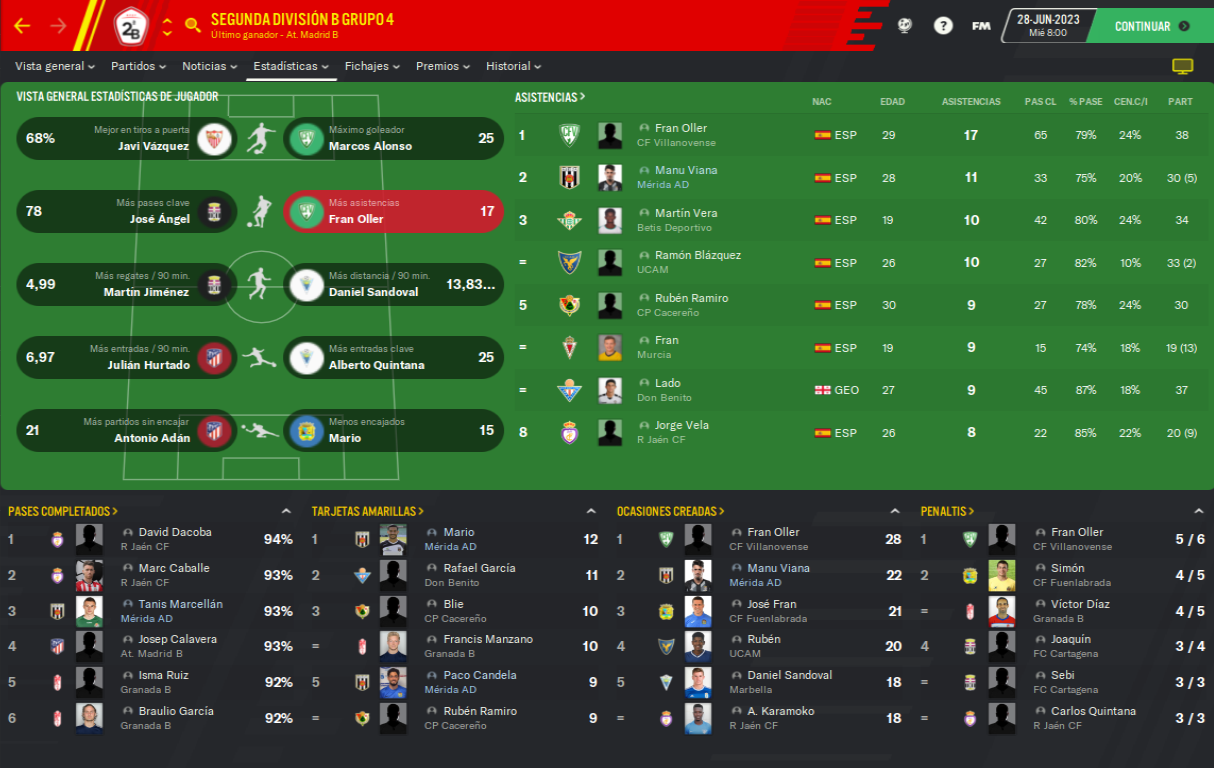 SEGUNDA DIVISIÓN B GRUPO 4
Último ganador - At. Madrid B
2ªB
?
FM
28-JUN-2023
Mié 8:00
CONTINUAR
Vista general
Partidos
Noticias
Estadísticas
Fichajes
Premios
Historial
VISTA GENERAL ESTADÍSTICAS DE JUGADOR
68%
Mejor en tiros a puerta
Javi Vázquez
Máximo goleador
Marcos Alonso
25
78
Más pases clave
José Ángel
Más asistencias
Fran Oller
17
4,99
Más regates / 90 min.
Martín Jiménez
Más distancia / 90 min.
Daniel Sandoval
13,83...
6,97
Más entradas / 90 min.
Julián Hurtado
Más entradas clave
Alberto Quintana
25
21
Más partidos sin encajar
Antonio Adán
Menos encajados
Mario
15
ASISTENCIAS >
NAC EDAD ASISTENCIAS PAS CL % PASE CEN.C/I PART
1 Fran Oller CF Villanovense ESP 29 17 65 79% 24% 38
2 Manu Viana Mérida AD ESP 28 11 33 75% 20% 30 (5)
3 Martín Vera Betis Deportivo ESP 19 10 42 80% 24% 34
= Ramón Blázquez UCAM ESP 26 10 27 82% 10% 33 (2)
5 Rubén Ramiro CP Cacereño ESP 30 9 27 78% 24% 30
= Fran Murcia ESP 19 9 15 74% 18% 19 (13)
= Lado Don Benito GEO 27 9 45 87% 18% 37
8 Jorge Vela R Jaén CF ESP 26 8 22 85% 22% 20 (9)
PASES COMPLETADOS >
1 David Dacoba R Jaén CF 94%
2 Marc Caballe R Jaén CF 93%
3 Tanis Marcellán Mérida AD 93%
4 Josep Calavera At. Madrid B 93%
5 Isma Ruiz Granada B 92%
6 Braulio García Granada B 92%
TARJETAS AMARILLAS >
1 Mario Mérida AD 12
2 Rafael García Don Benito 11
3 Blie CP Cacereño 10
= Francis Manzano Granada B 10
5 Paco Candela Mérida AD 9
= Rubén Ramiro CP Cacereño 9
OCASIONES CREADAS >
1 Fran Oller CF Villanovense 28
2 Manu Viana Mérida AD 22
3 José Fran CF Fuenlabrada 21
4 Rubén UCAM 20
5 Daniel Sandoval Marbella 18
= A. Karamoko R Jaén CF 18
PENALTIS >
1 Fran Oller CF Villanovense 5 / 6
2 Simón CF Fuenlabrada 4 / 5
= Víctor Díaz Granada B 4 / 5
4 Joaquín FC Cartagena 3 / 4
= Sebi FC Cartagena 3 / 3
= Carlos Quintana R Jaén CF 3 / 3